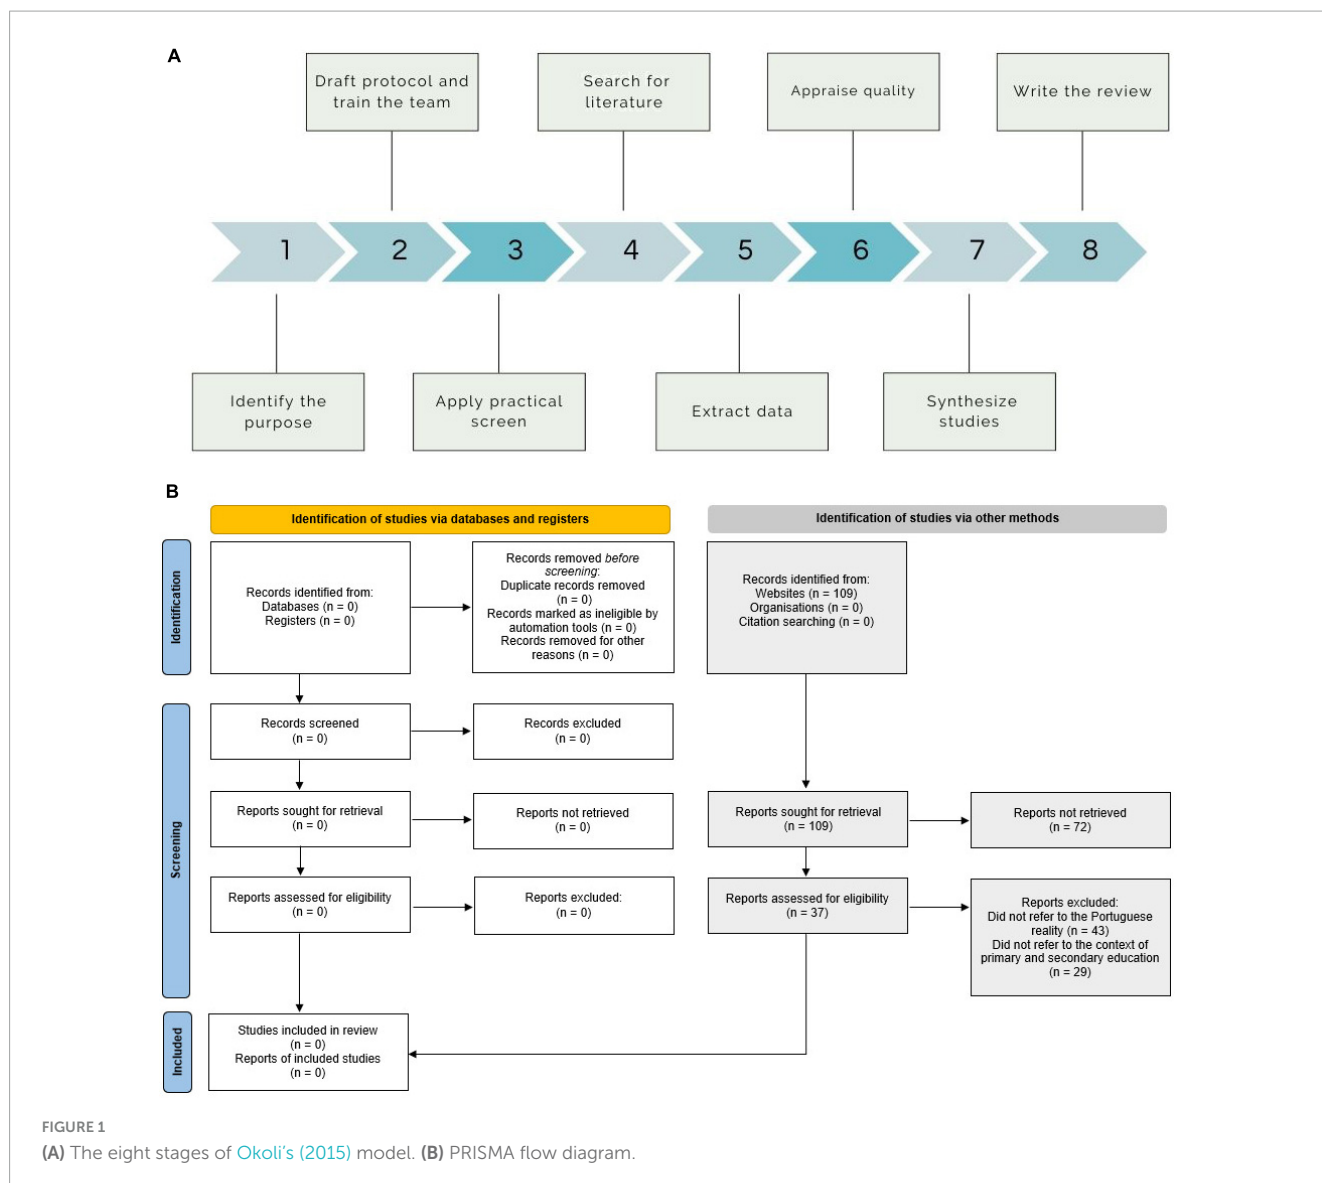 A
Draft protocol and
train the team
Search for
literature
Appraise quality
Write the review
1
2
3
4
5
6
7
8
Identify the
purpose
Apply practical
screen
Extract data
Synthesize
studies
B
Identification of studies via databases and registers
Identification of studies via other methods
Identification
Records identified from:
Databases (n = 0)
Registers (n = 0)
Records removed before
screening:
Duplicate records removed
(n = 0)
Records marked as ineligible by
automation tools (n = 0)
Records removed for other
reasons (n = 0)
Records identified from:
Websites (n = 109)
Organisations (n = 0)
Citation searching (n = 0)
Screening
Records screened
(n = 0)
Records excluded
(n = 0)
Reports sought for retrieval
(n = 0)
Reports not retrieved
(n = 0)
Reports sought for retrieval
(n = 109)
Reports not retrieved
(n = 72)
Reports assessed for eligibility
(n = 0)
Reports excluded:
(n = 0)
Reports assessed for eligibility
(n = 37)
Reports excluded:
Did not refer to the Portuguese
reality (n = 43)
Did not refer to the context of
primary and secondary education
(n = 29)
Included
Studies included in review
(n = 0)
Reports of included studies
(n = 0)
FIGURE 1
(A) The eight stages of Okoli's (2015) model. (B) PRISMA flow diagram.